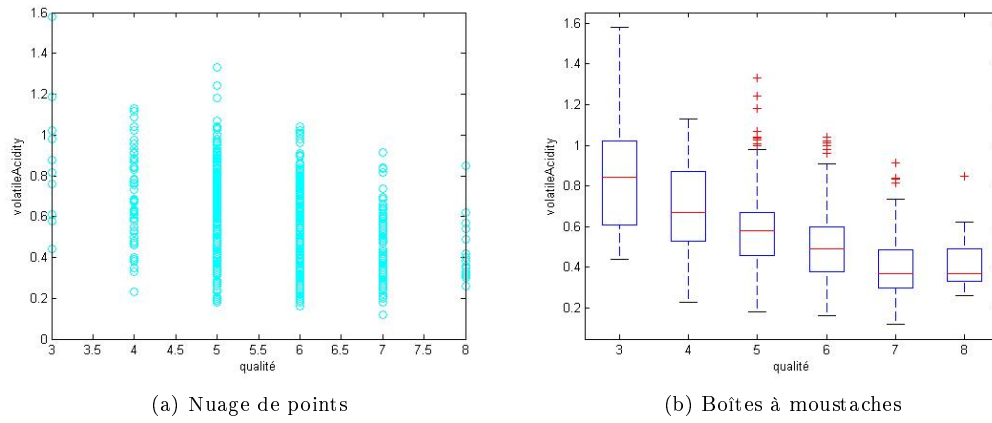 1.6
1.4
1.2
1
0.8
0.6
0.4
0.2
0
volatileAcidity
3 3.5 4 4.5 5 5.5 6 6.5 7 7.5 8
qualité
(a) Nuage de points
1.6
1.4
1.2
1
0.8
0.6
0.4
0.2
volatileAcidity
3 4 5 6 7 8
qualité
(b) Boîtes à moustaches